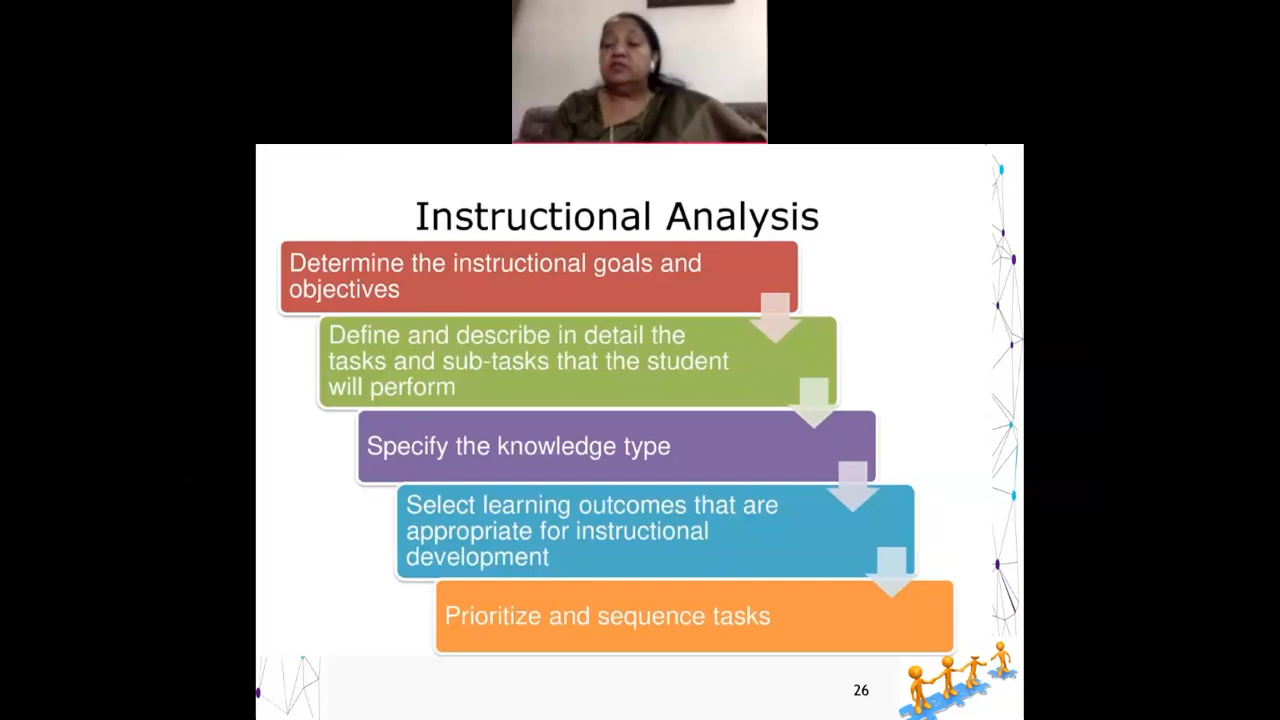 Instructional Analysis
Determine the instructional goals and
objectives
Define and describe in detail the
tasks and sub-tasks that the student
will perform
Specify the knowledge type
Select learning outcomes that are
appropriate for instructional
development
Prioritize and sequence tasks
26